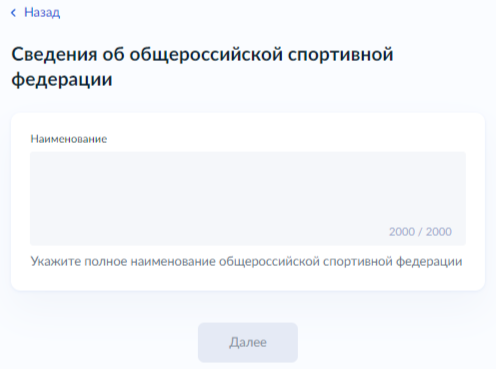 Назад
Сведения об общероссийской спортивной
федерации
Наименование
2000 / 2000
Укажите полное наименование общероссийской спортивной федерации
Далее